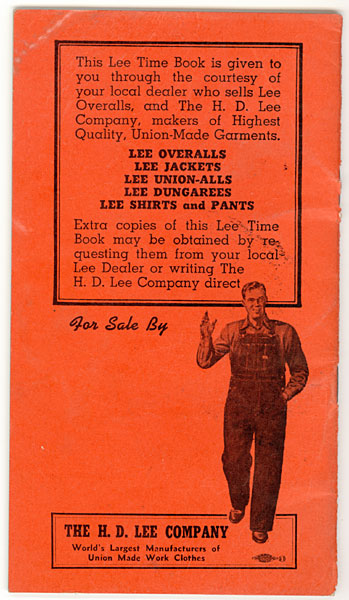 This Lee Time Book is given to
you through the courtesy of
your local dealer who sells Lee
Overalls, and The H. D. Lee
Company, makers of Highest
Quality, Union-Made Garments.
LEE OVERALLS
LEE JACKETS
LEE UNION-ALLS
LEE DUNGAREES
LEE SHIRTS and PANTS
Extra copies of this Lee Time
Book may be obtained by re-
questing them from your local
Lee Dealer or writing The
H. D. Lee Company direct
For Sale By
THE H. D. LEE COMPANY
World's Largest Manufacturers of
Union Made Work Clothes